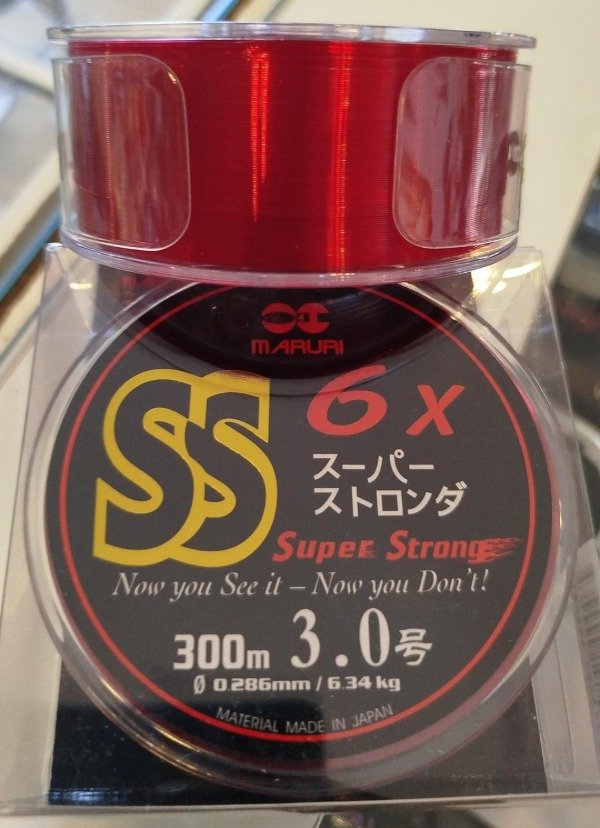 MARURI
SS 6 X
スーパー
ストロンダ
Super Strong
Now you See it – Now you Don't!
300m 3.0号
Ø 0.286mm / 6.34 kg
MATERIAL MADE IN JAPAN